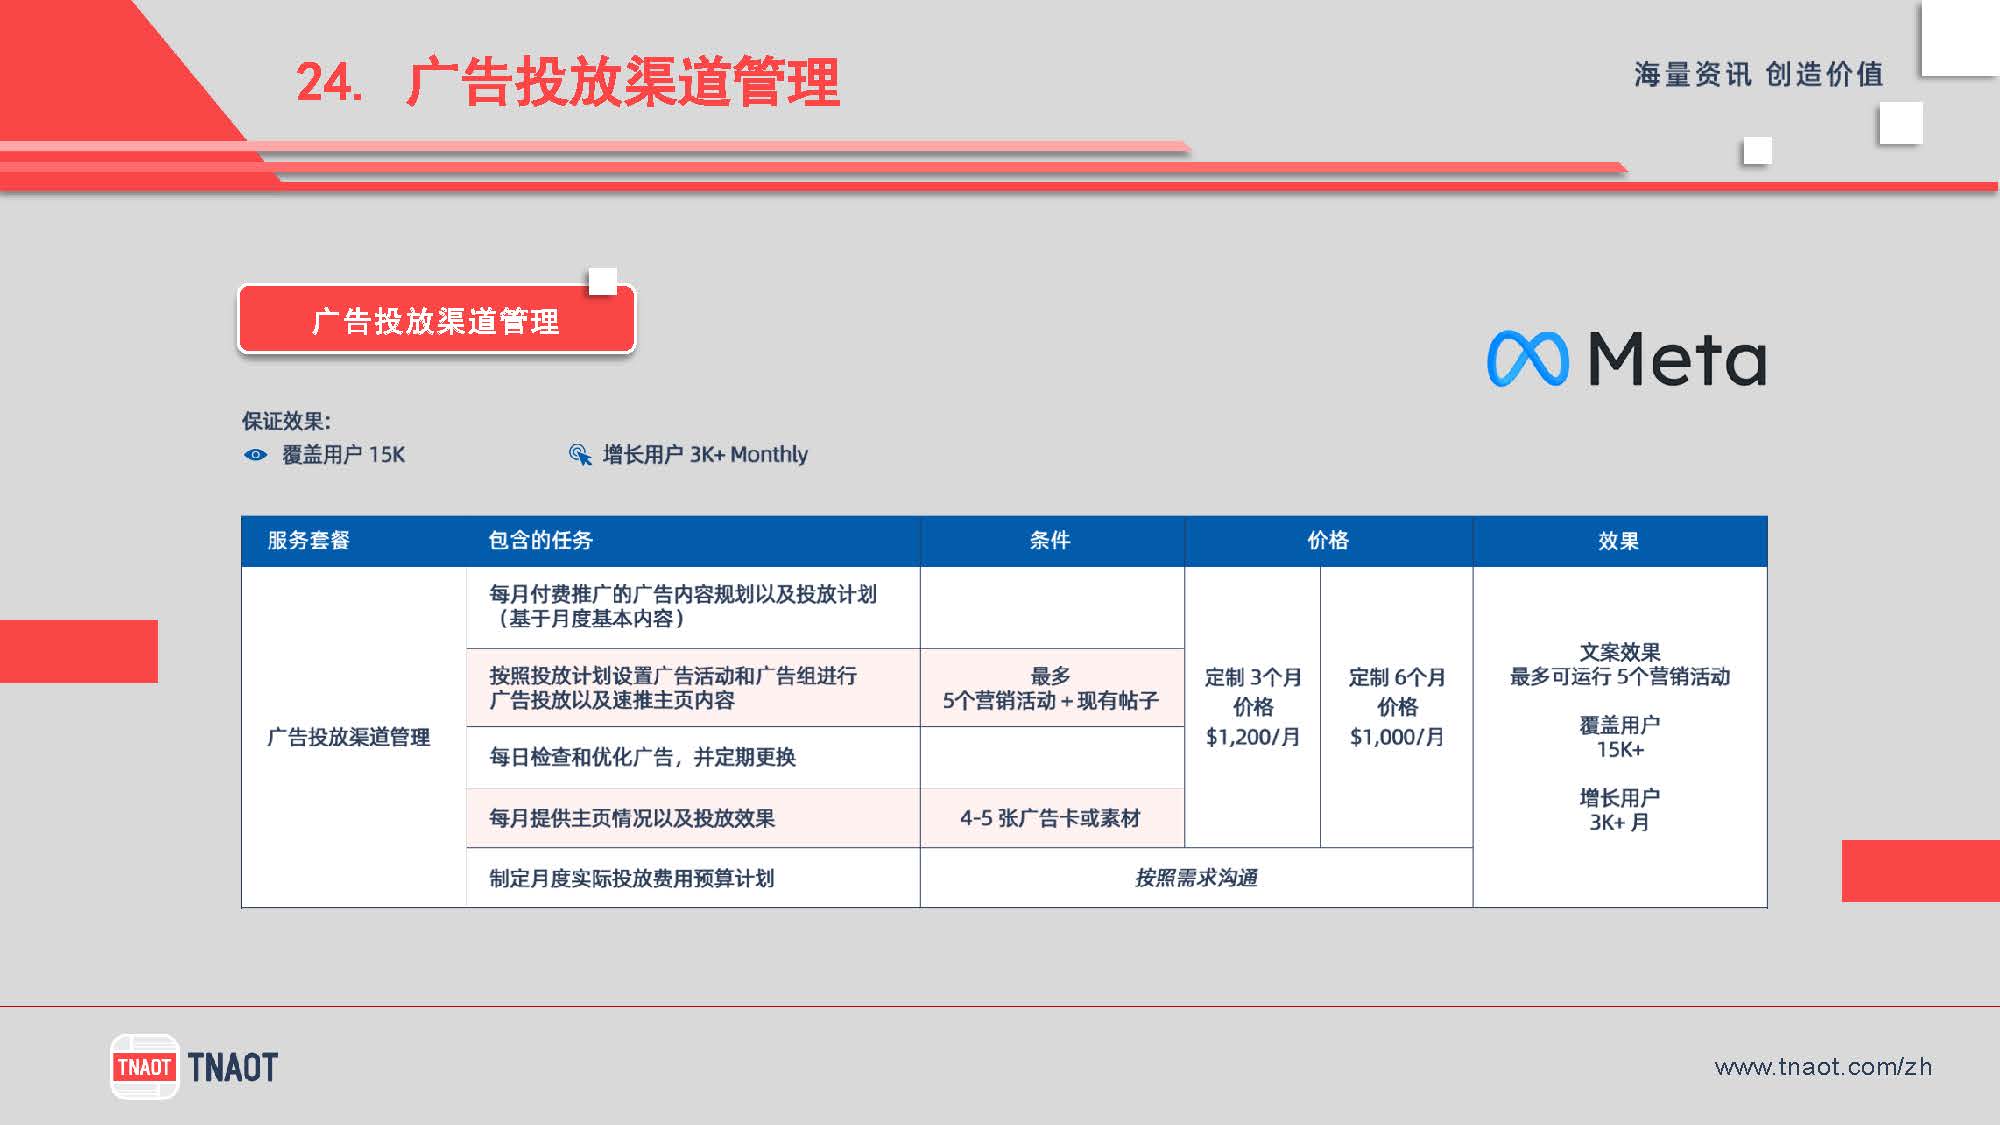 24. 广告投放渠道管理
海量资讯 创造价值
广告投放渠道管理
Meta
保证效果：
覆盖用户 15K
增长用户 3K+ Monthly
服务套餐
包含的任务
条件
价格
效果
广告投放渠道管理
每月付费推广的广告内容规划以及投放计划
（基于月度基本内容）
按照投放计划设置广告活动和广告组进行
广告投放以及速推主页内容
最多
5个营销活动＋现有帖子
每日检查和优化广告，并定期更换
每月提供主页情况以及投放效果
4-5 张广告卡或素材
制定月度实际投放费用预算计划
按照需求沟通
定制 3个月
价格
$1,200/月
定制 6个月
价格
$1,000/月
文案效果
最多可运行 5个营销活动
覆盖用户
15K+
增长用户
3K+ 月
TNAOT
TNAOT
www.tnaot.com/zh